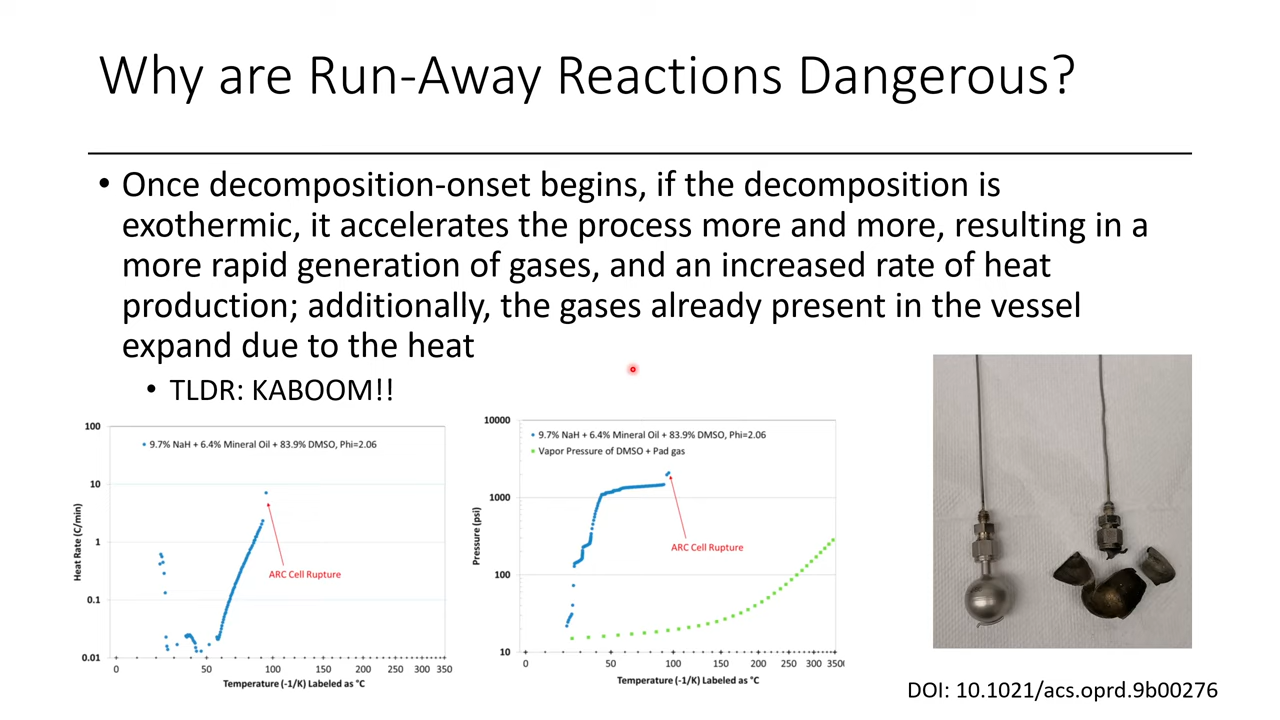 Why are Run-Away Reactions Dangerous?
• Once decomposition-onset begins, if the decomposition is
exothermic, it accelerates the process more and more, resulting in a
more rapid generation of gases, and an increased rate of heat
production; additionally, the gases already present in the vessel
expand due to the heat
• TLDR: KABOOM!!
100
10
1
0.1
0.01
Heat Rate (C/min)
9.7% NaH + 6.4% Mineral Oil + 83.9% DMSO, Phi=2.06
ARC Cell Rupture
0 50 100 150 200 250 300 350
Temperature (-1/K) Labeled as °C
10000
1000
100
10
Pressure (psi)
9.7% NaH + 6.4% Mineral Oil + 83.9% DMSO, Phi=2.06
Vapor Pressure of DMSO + Pad gas
ARC Cell Rupture
0 50 100 150 200 250 300 350
Temperature (-1/K) Labeled as °C
DOI: 10.1021/acs.oprd.9b00276